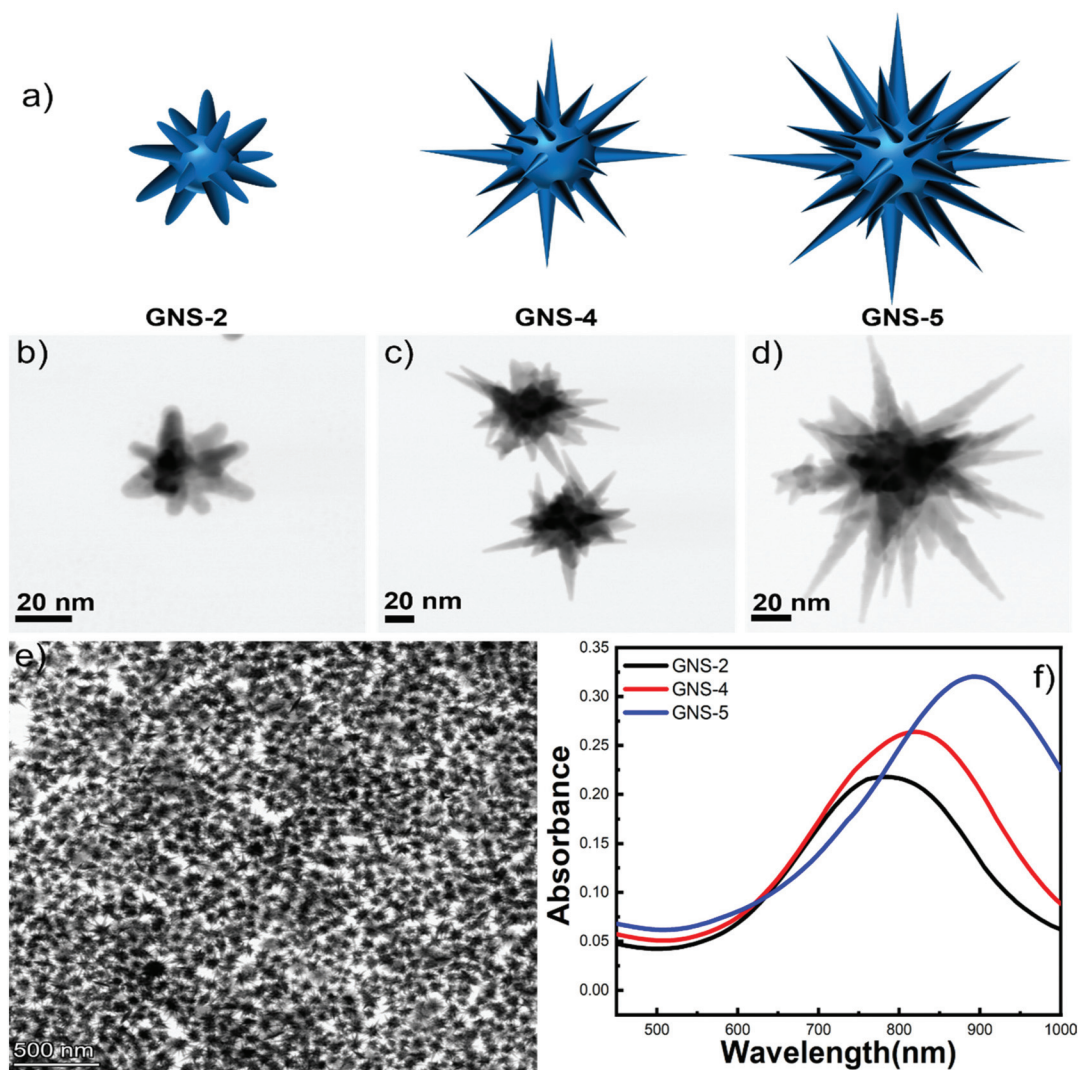 a)
GNS-2 GNS-4 GNS-5
b) c) d)
20 nm 20 nm 20 nm
e)
500 nm
f)
GNS-2
GNS-4
GNS-5
Absorbance
0.35
0.30
0.25
0.20
0.15
0.10
0.05
0.00
500 600 700 800 900 1000
Wavelength(nm)